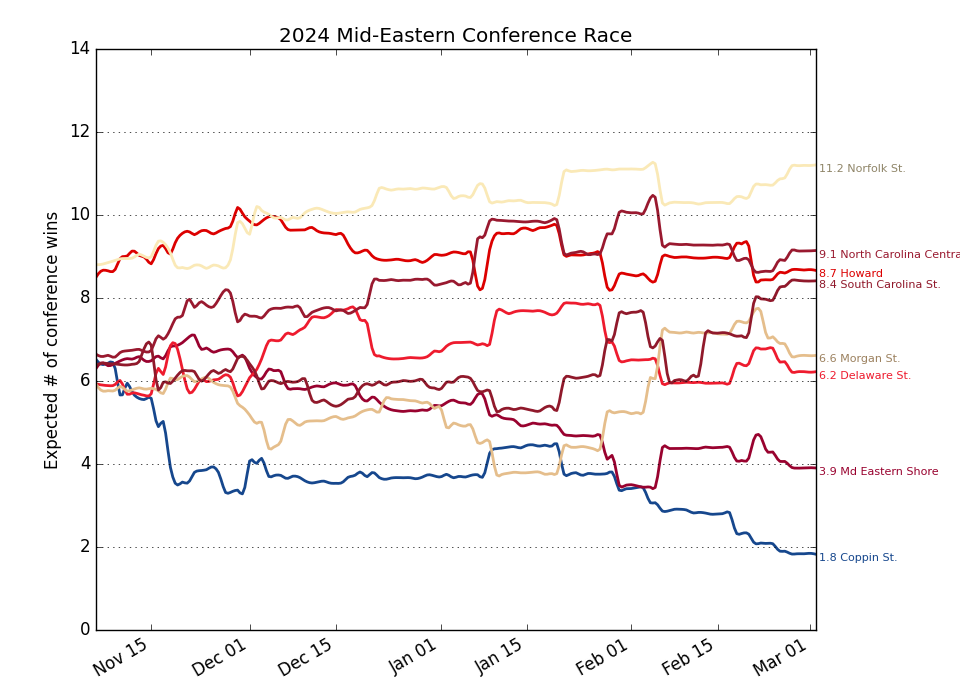 2024 Mid-Eastern Conference Race
Expected # of conference wins
14
12
10
8
6
4
2
0
Nov 15
Dec 01
Dec 15
Jan 01
Jan 15
Feb 01
Feb 15
Mar 01
11.2 Norfolk St.
9.1 North Carolina Centra
8.7 Howard
8.4 South Carolina St.
6.6 Morgan St.
6.2 Delaware St.
3.9 Md Eastern Shore
1.8 Coppin St.